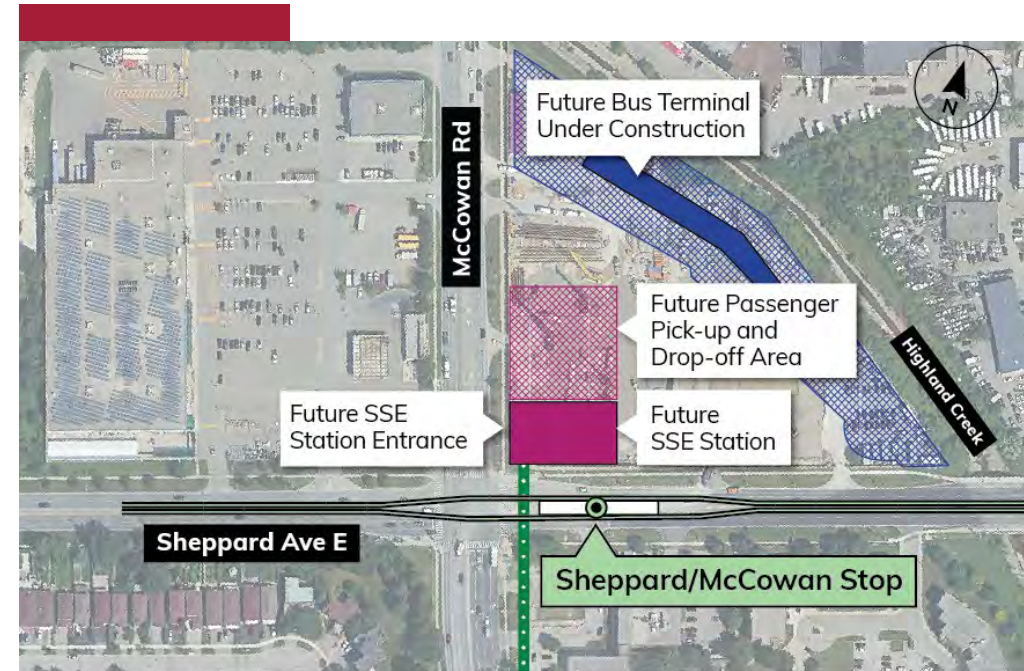 Future Bus Terminal
Under Construction
N
McCowan Rd
Future Passenger
Pick-up and
Drop-off Area
Highland Creek
Future SSE
Station Entrance
Future
SSE Station
Sheppard Ave E
Sheppard/McCowan Stop